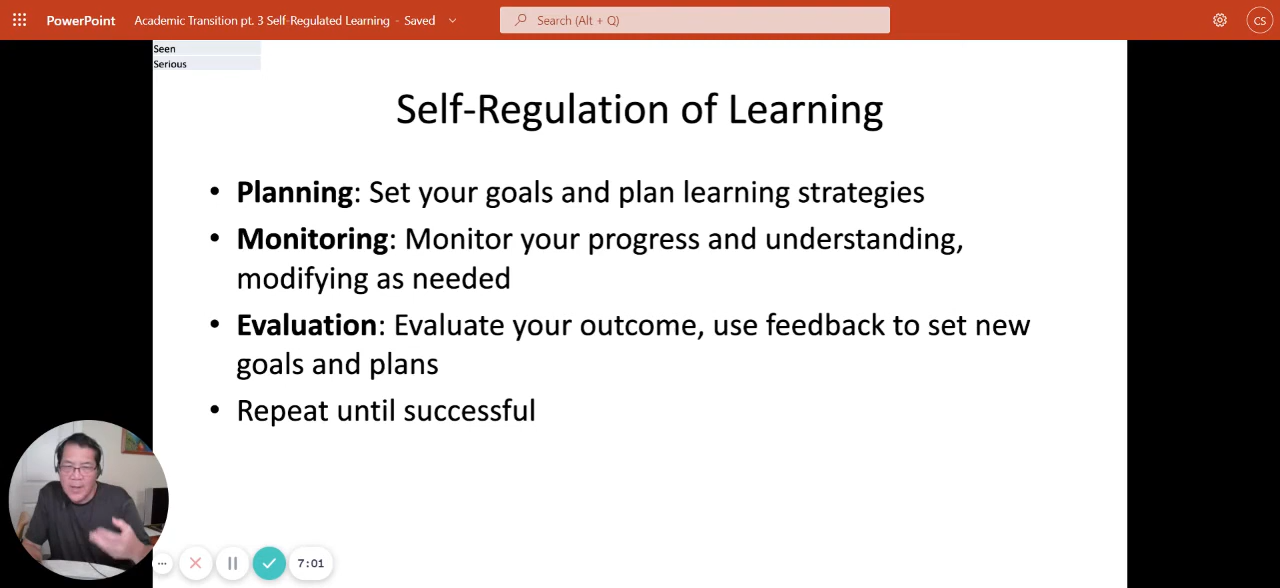 PowerPoint Academic Transition pt. 3 Self-Regulated Learning - Saved Search (Alt + Q) CS
Seen
Serious
Self-Regulation of Learning
• Planning: Set your goals and plan learning strategies
• Monitoring: Monitor your progress and understanding,
modifying as needed
• Evaluation: Evaluate your outcome, use feedback to set new
goals and plans
• Repeat until successful
7:01